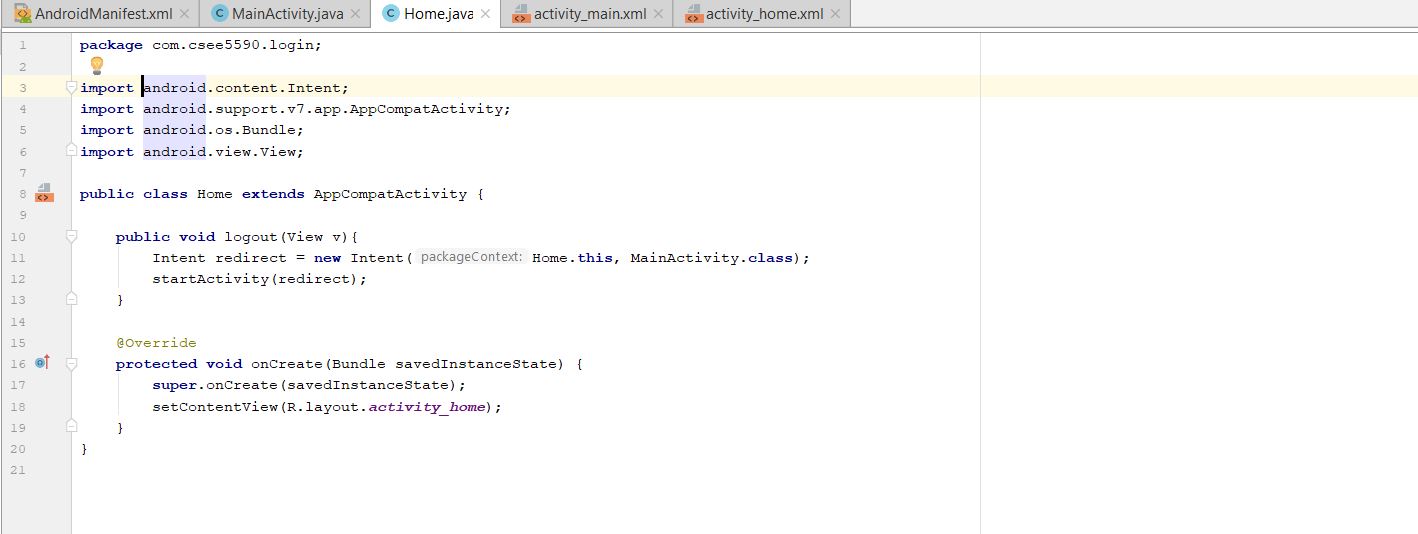 AndroidManifest.xml MainActivity.java Home.java activity_main.xml activity_home.xml
1 package com.csee5590.login;
2
3 import android.content.Intent;
4 import android.support.v7.app.AppCompatActivity;
5 import android.os.Bundle;
6 import android.view.View;
7
8 public class Home extends AppCompatActivity {
9
10 public void logout(View v){
11 Intent redirect = new Intent( packageContext: Home.this, MainActivity.class);
12 startActivity(redirect);
13 }
14
15 @Override
16 protected void onCreate(Bundle savedInstanceState) {
17 super.onCreate(savedInstanceState);
18 setContentView(R.layout.activity_home);
19 }
20 }
21